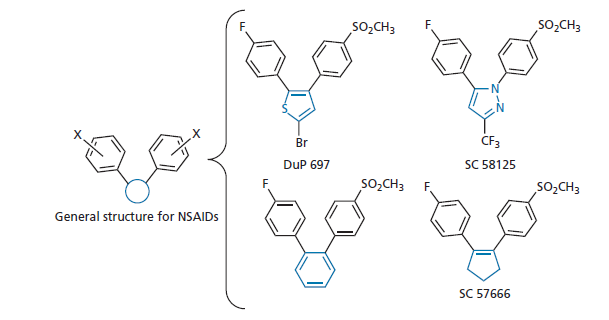 F
SO2CH3
S
Br
DuP 697
F
SO2CH3
N
N
CF3
SC 58125
X
X
General structure for NSAIDs
F
SO2CH3
F
SO2CH3
SC 57666